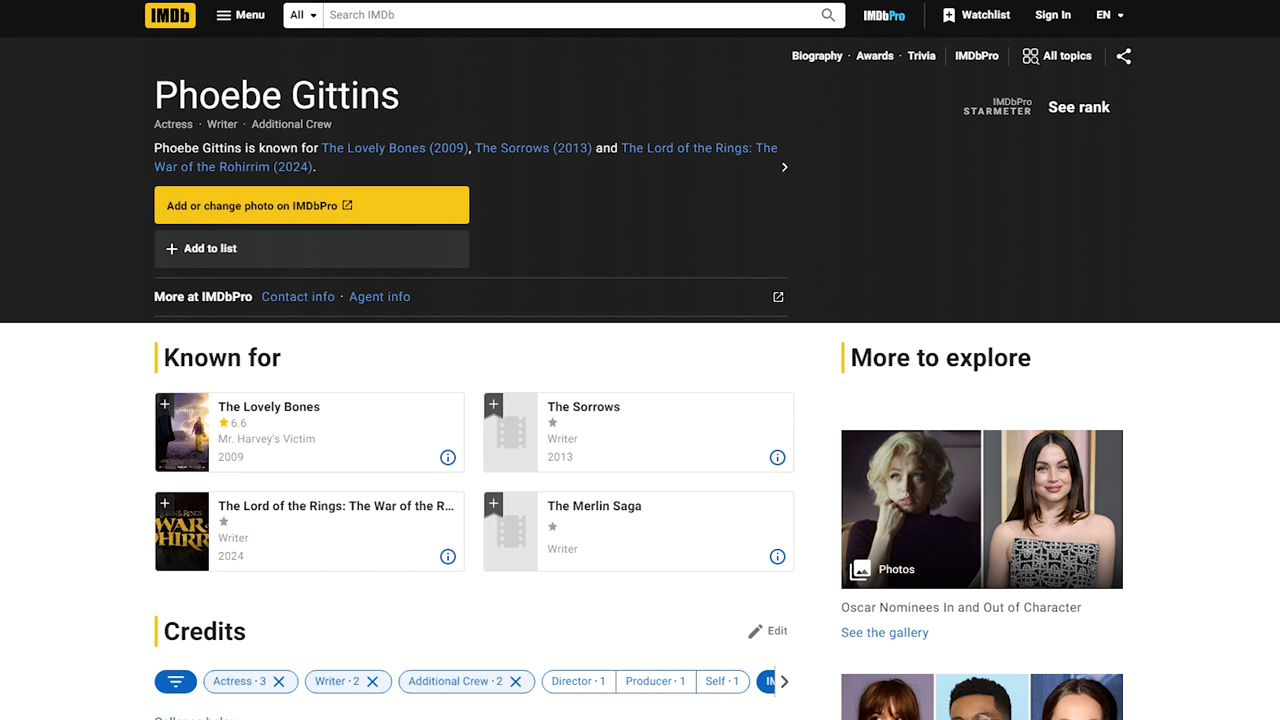 IMDb Menu All Search IMDb IMDbPro Watchlist Sign In EN
Biography · Awards · Trivia IMDbPro All topics
Phoebe Gittins
IMDbPro
STARMETER See rank
Actress · Writer · Additional Crew
Phoebe Gittins is known for The Lovely Bones (2009), The Sorrows (2013) and The Lord of the Rings: The
War of the Rohirrim (2024).
Add or change photo on IMDbPro
+ Add to list
More at IMDbPro Contact info · Agent info
Known for
More to explore
The Lovely Bones
6.6
Mr. Harvey's Victim
2009
The Sorrows
Writer
2013
The Lord of the Rings: The War of the R...
Writer
2024
The Merlin Saga
Writer
Photos
Oscar Nominees In and Out of Character
See the gallery
Credits
Edit
Actress · 3 Writer · 2 Additional Crew · 2 Director · 1 Producer · 1 Self · 1